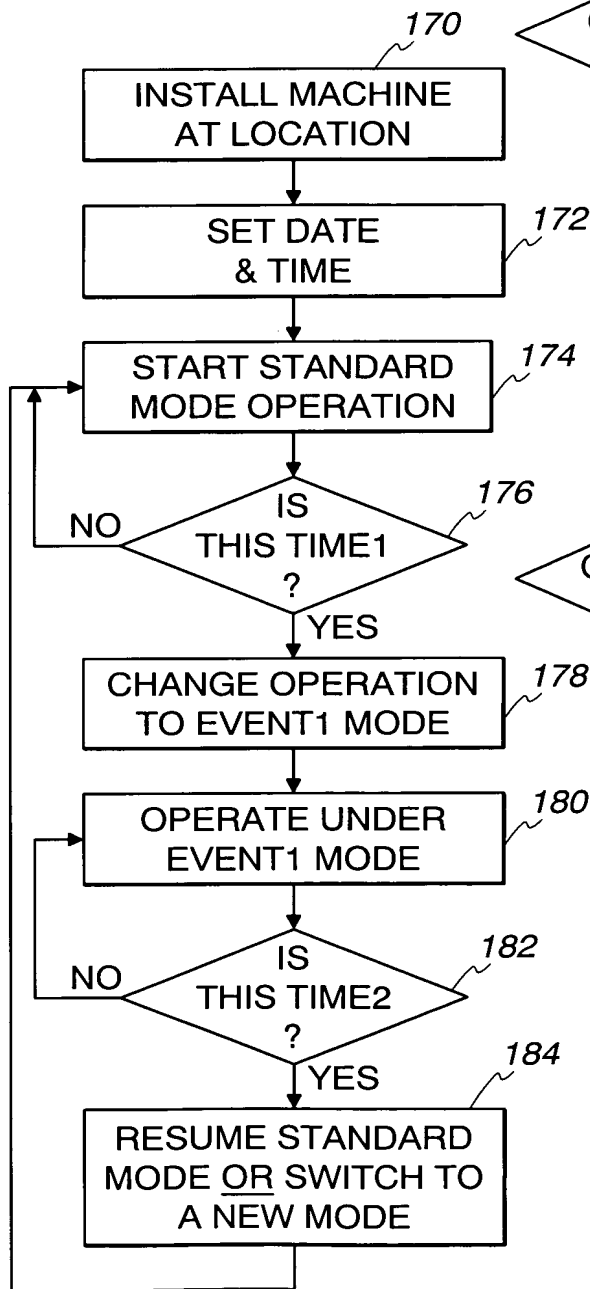 170
INSTALL MACHINE
AT LOCATION
172
SET DATE
& TIME
174
START STANDARD
MODE OPERATION
176
IS
THIS TIME1
?
NO
YES
178
CHANGE OPERATION
TO EVENT1 MODE
180
OPERATE UNDER
EVENT1 MODE
182
IS
THIS TIME2
?
NO
YES
184
RESUME STANDARD
MODE OR SWITCH TO
A NEW MODE